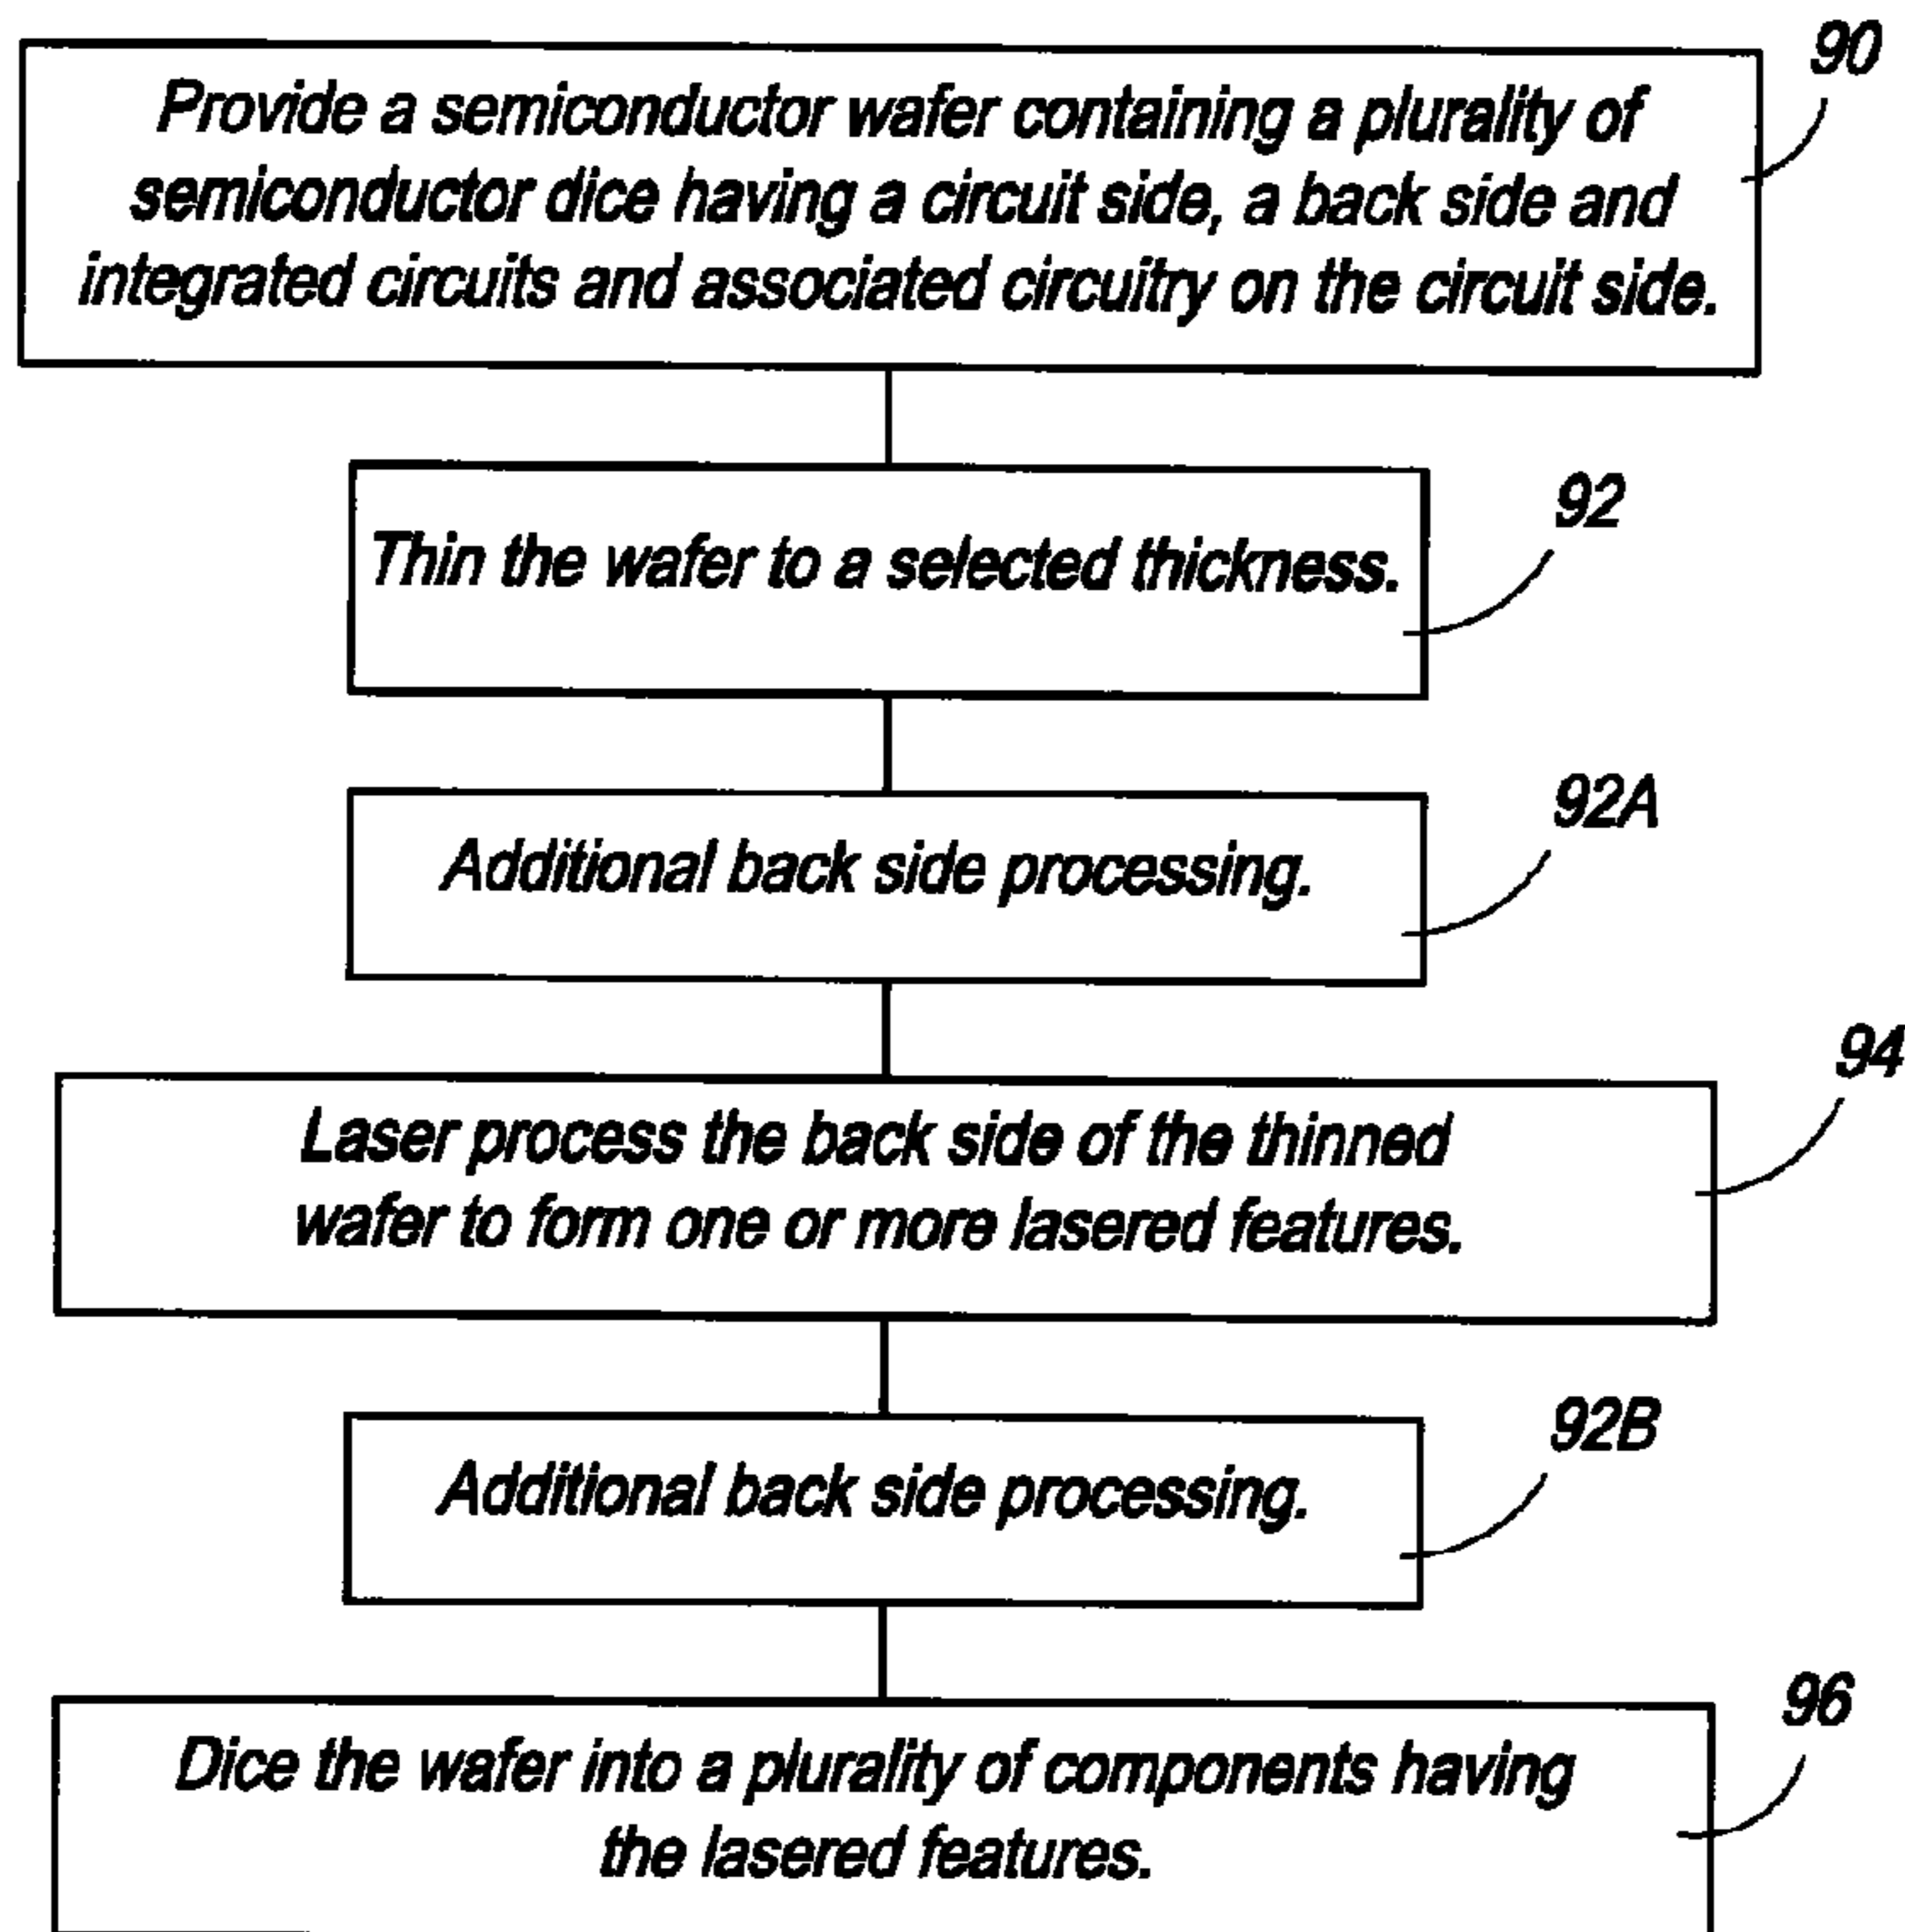 90
Provide a semiconductor wafer containing a plurality of
semiconductor dice having a circuit side, a back side and
integrated circuits and associated circuitry on the circuit side.
92
Thin the wafer to a selected thickness.
92A
Additional back side processing.
94
Laser process the back side of the thinned
wafer to form one or more lasered features.
92B
Additional back side processing.
96
Dice the wafer into a plurality of components having
the lasered features.